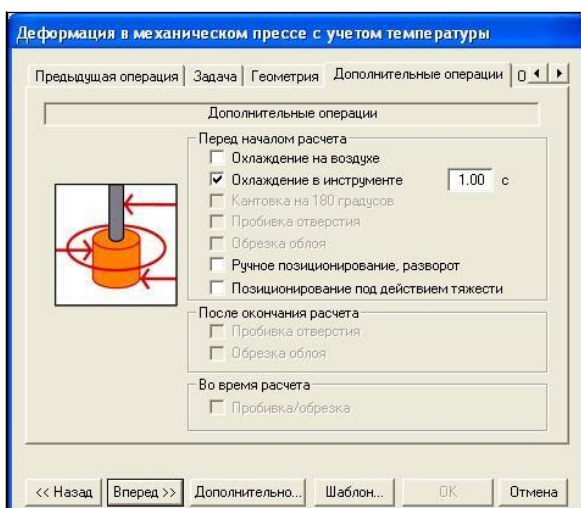 Деформация в механическом прессе с учетом температуры
Предыдущая операция Задача Геометрия Дополнительные операции О
Дополнительные операции
Перед началом расчета
Охлаждение на воздухе
Охлаждение в инструменте 1.00 с
Кантовка на 180 градусов
Пробивка отверстия
Обрезка облоя
Ручное позиционирование, разворот
Позиционирование под действием тяжести
После окончания расчета
Пробивка отверстия
Обрезка облоя
Во время расчета
Пробивка/обрезка
<< Назад Вперед >> Дополнительно... Шаблон... OK Отмена